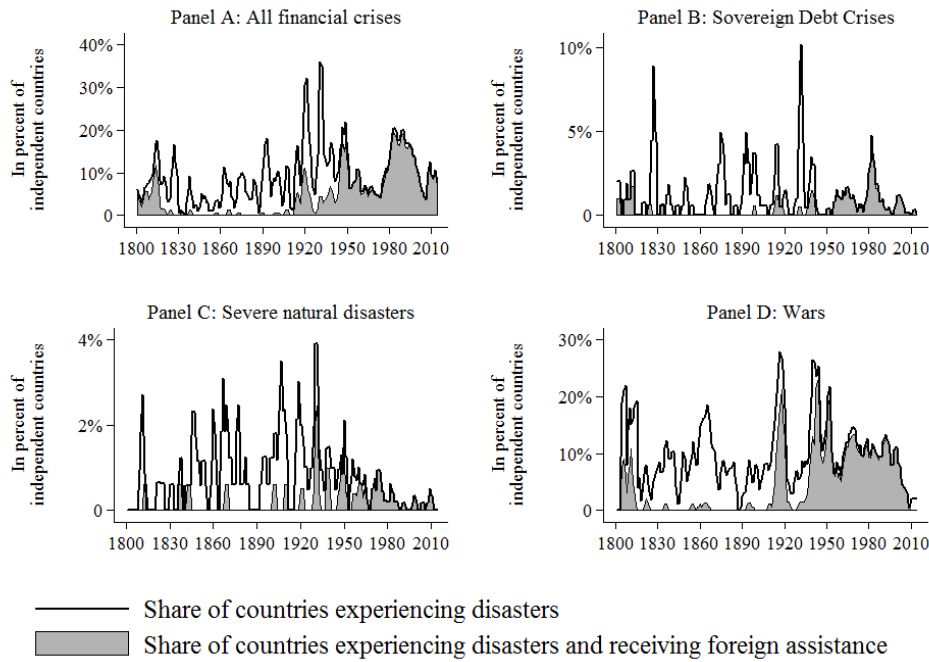 Panel A: All financial crises
In percent of
independent countries
40%
30%
20%
10%
0
1800 1830 1860 1890 1920 1950 1980 2010
Panel B: Sovereign Debt Crises
In percent of
independent countries
10%
5%
0
1800 1830 1860 1890 1920 1950 1980 2010
Panel C: Severe natural disasters
In percent of
independent countries
4%
2%
0
1800 1830 1860 1890 1920 1950 1980 2010
Panel D: Wars
In percent of
independent countries
30%
20%
10%
0
1800 1830 1860 1890 1920 1950 1980 2010
Share of countries experiencing disasters
Share of countries experiencing disasters and receiving foreign assistance